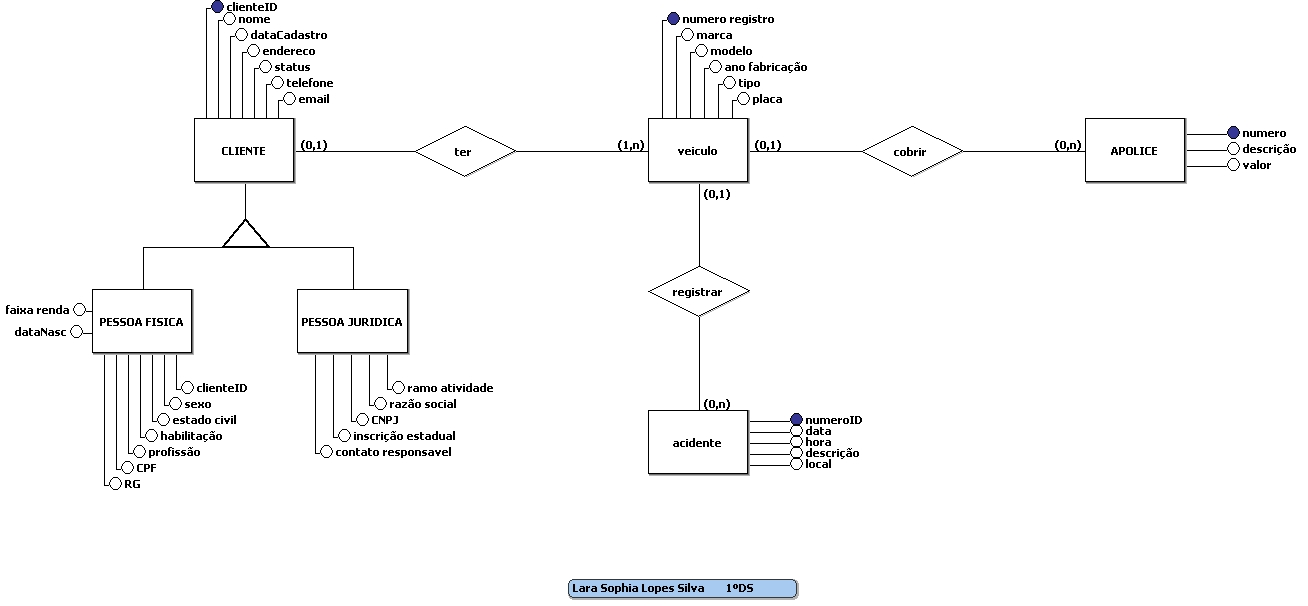 clienteID
nome
dataCadastro
endereco
status
telefone
email
numero registro
marca
modelo
ano fabricação
tipo
placa
CLIENTE
(0,1)
ter
(1,n)
veiculo
(0,1)
cobrir
(0,n)
APOLICE
numero
descrição
valor
(0,1)
registrar
(0,n)
faixa renda
dataNasc
PESSOA FISICA
PESSOA JURIDICA
clienteID
sexo
estado civil
habilitação
profissão
CPF
RG
ramo atividade
razão social
CNPJ
inscrição estadual
contato responsavel
acidente
numeroID
data
hora
descrição
local
Lara Sophia Lopes Silva 1ºDS